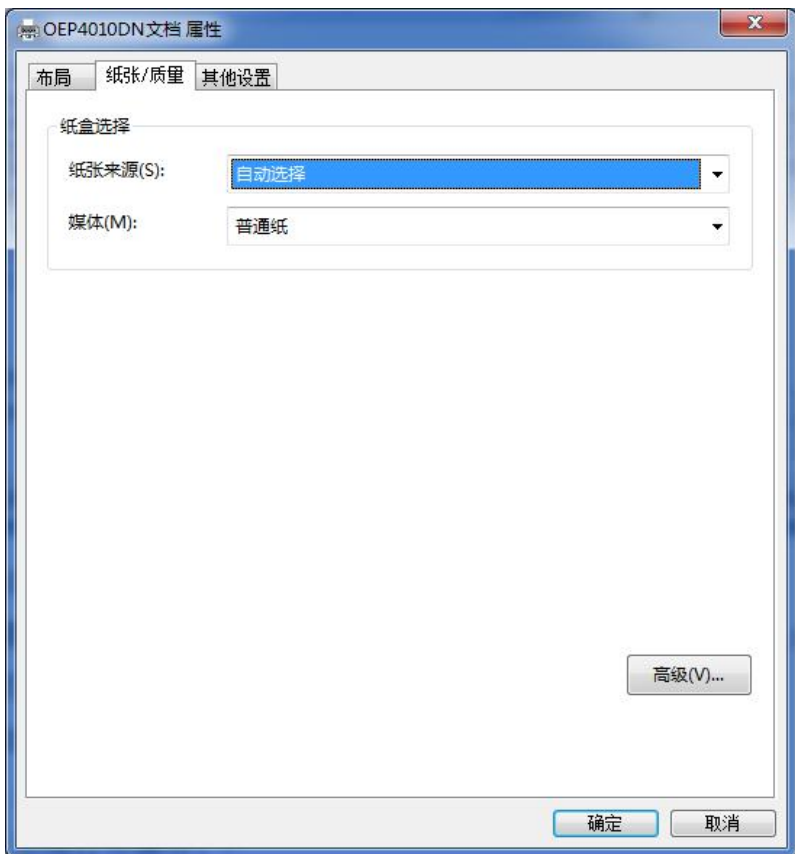 OEP4010DN文档 属性
布局 纸张/质量 其他设置
纸盒选择
纸张来源(S): 自动选择
媒体(M): 普通纸
高级(V)...
确定 取消